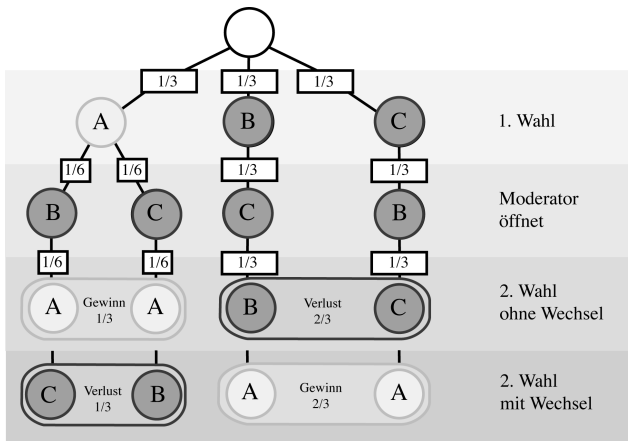 1/3 1/3 1/3
A B C 1. Wahl
1/6 1/6 1/3 1/3
B C C B Moderator
öffnet
1/6 1/6 1/3 1/3
A Gewinn A B Verlust C 2. Wahl
1/3 2/3 ohne Wechsel
C Verlust B A Gewinn A 2. Wahl
1/3 2/3 mit Wechsel